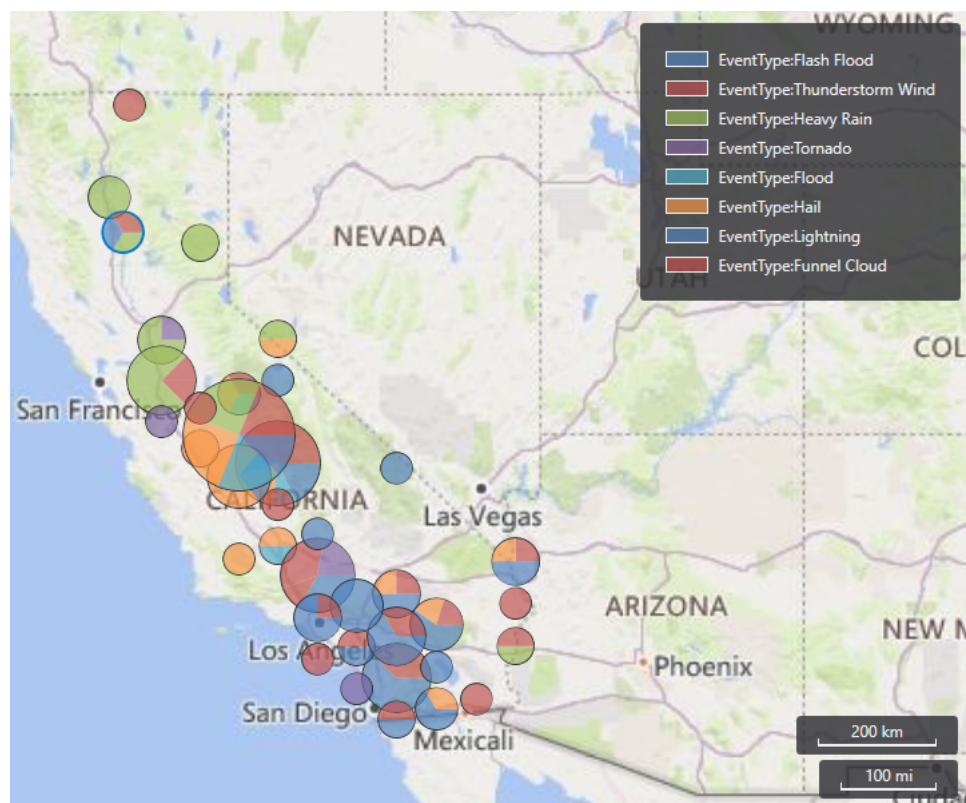 WYOMING
EventType:Flash Flood
EventType:Thunderstorm Wind
EventType:Heavy Rain
EventType:Tornado
EventType:Flood
EventType:Hail
EventType:Lightning
EventType:Funnel Cloud
NEVADA
UTAH
COL
San Francisco
CALIFORNIA
Las Vegas
ARIZONA
NEW M
Los Angeles
Phoenix
San Diego
Mexicali
200 km
100 mi